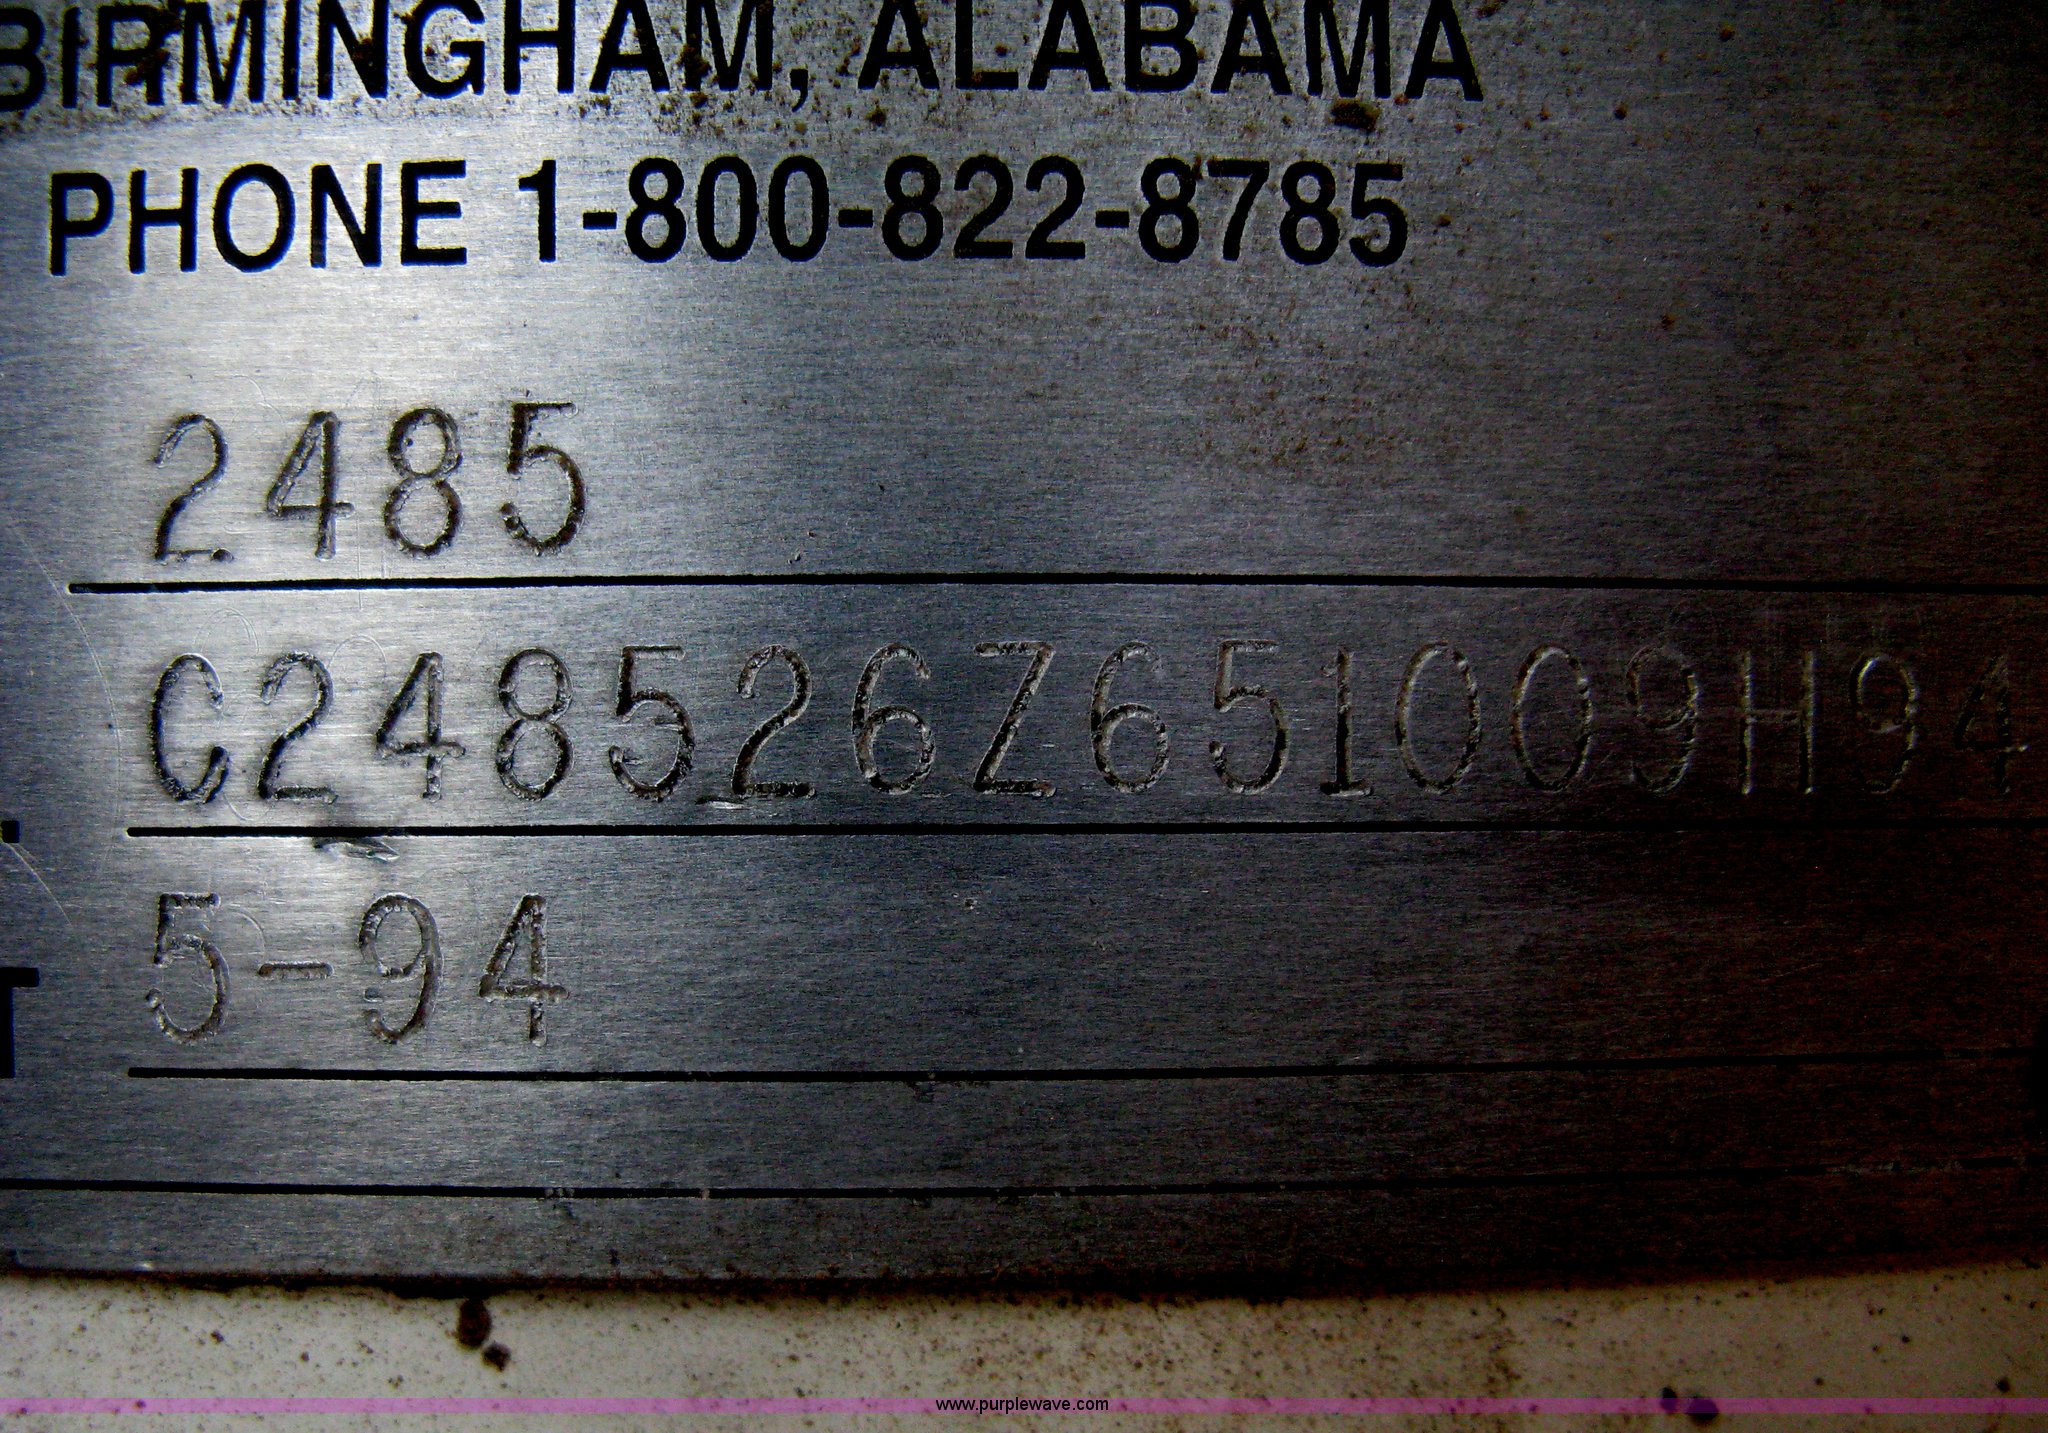 BIRMINGHAM, ALABAMA
PHONE 1-800-822-8785
2485
C248526Z651009H94
5-94
T
www.purplewave.com